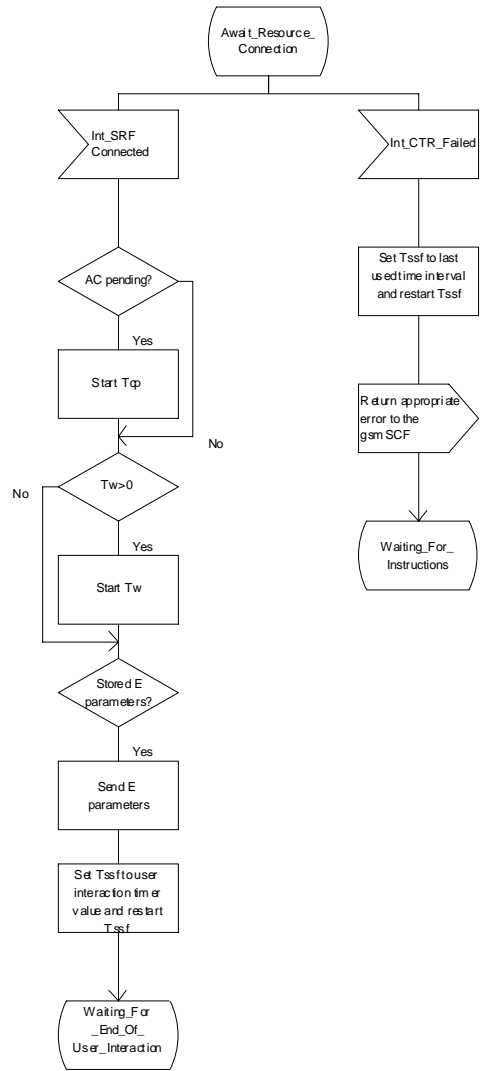 Await_Resource_
Connection
Int_SRF
Connected
Int_CTR_Failed
AC pending?
Set Tssf to last
used time interval
and restart Tssf
Yes
Start Tcp
Return appropriate
error to the
gsmSCF
No
Tw>0
No
Yes
Waiting_For_
Instructions
Start Tw
Stored E
parameters?
Yes
Send E
parameters
Set Tssf to user
interaction timer
value and restart
Tssf
Waiting_For
_End_Of_
User_Interaction